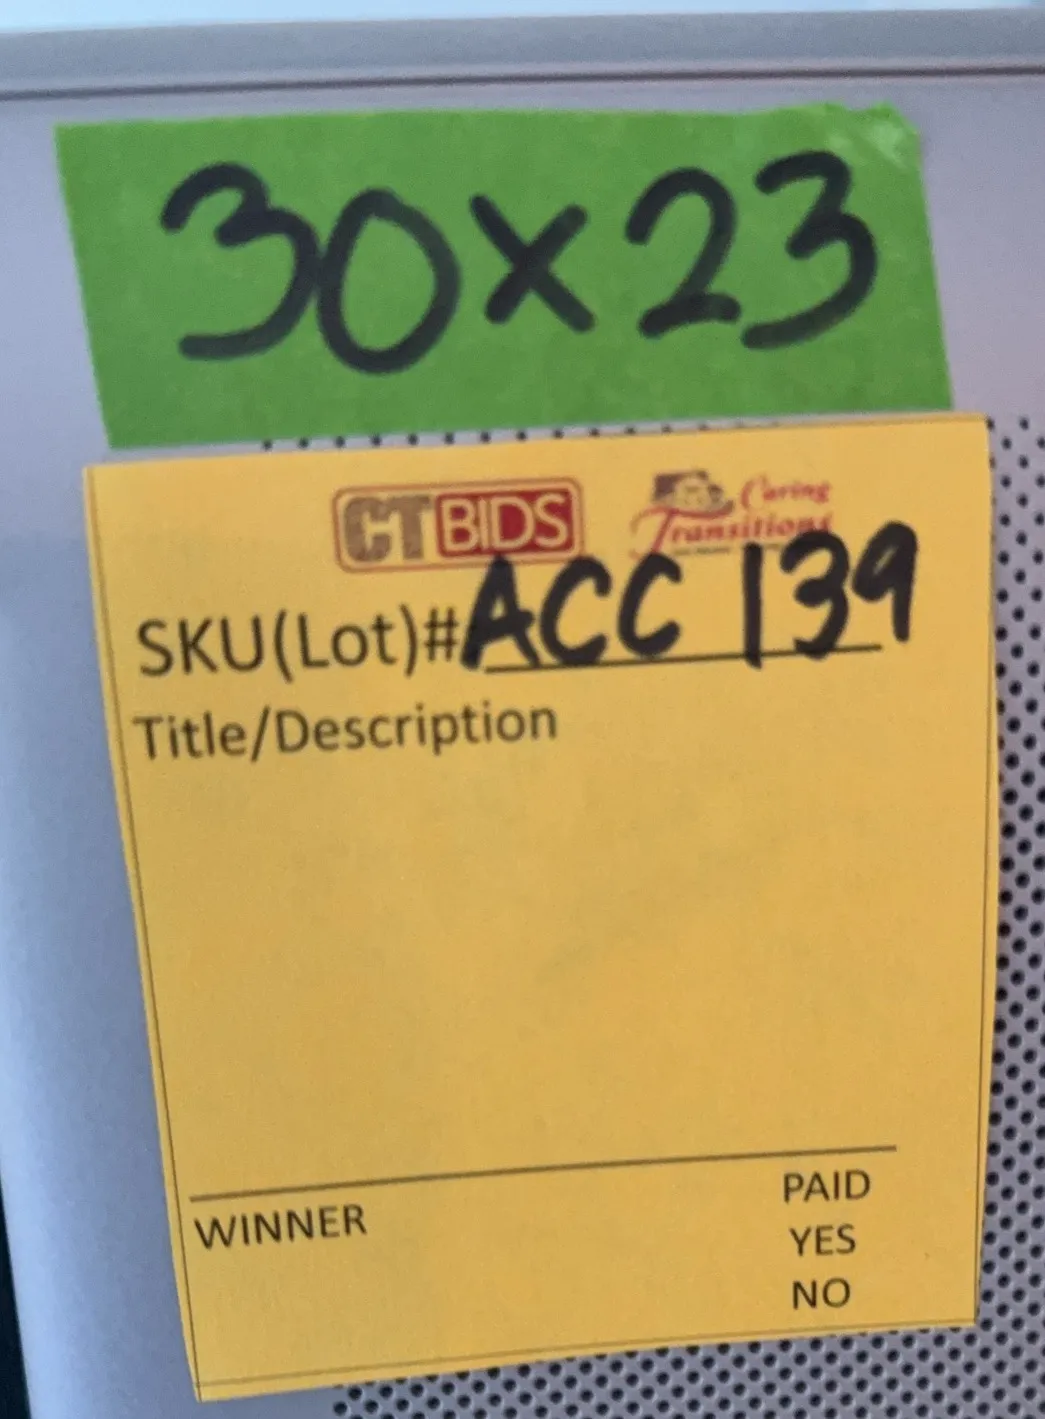 30x23
CTBIDS
Caring
Transitions
SKU(Lot)#ACC 139
Title/Description
WINNER
PAID
YES
NO